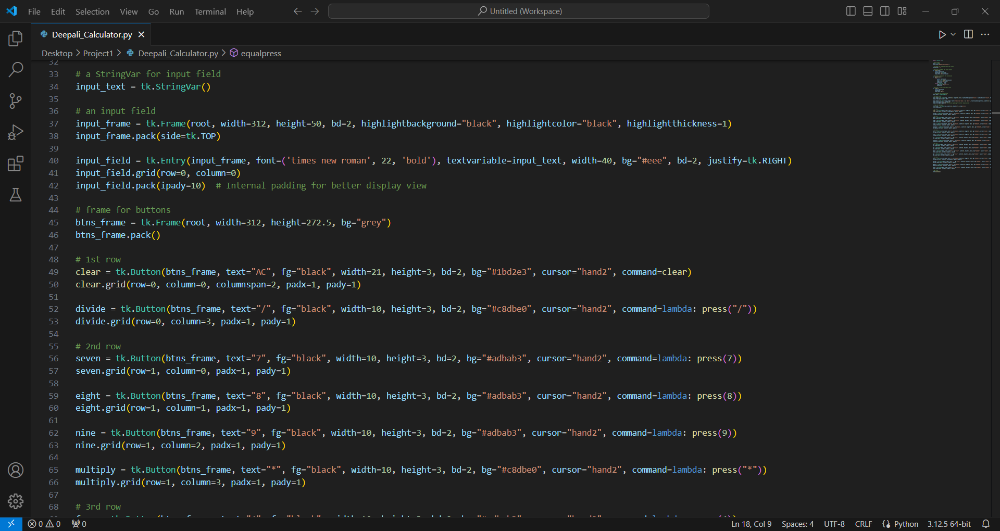 File Edit Selection View Go Run Terminal Help
Untitled (Workspace)
Deepali_Calculator.py
Desktop > Project1 > Deepali_Calculator.py > equalpress
32
33 # a StringVar for input field
34 input_text = tk.StringVar()
35
36 # an input field
37 input_frame = tk.Frame(root, width=312, height=50, bd=2, highlightbackground="black", highlightcolor="black", highlightthickness=1)
38 input_frame.pack(side=tk.TOP)
39
40 input_field = tk.Entry(input_frame, font=('times new roman', 22, 'bold'), textvariable=input_text, width=40, bg="#eee", bd=2, justify=tk.RIGHT)
41 input_field.grid(row=0, column=0)
42 input_field.pack(ipady=10)  # Internal padding for better display view
43
44 # frame for buttons
45 btns_frame = tk.Frame(root, width=312, height=272.5, bg="grey")
46 btns_frame.pack()
47
48 # 1st row
49 clear = tk.Button(btns_frame, text="AC", fg="black", width=21, height=3, bd=2, bg="#1bd2e3", cursor="hand2", command=clear)
50 clear.grid(row=0, column=0, columnspan=2, padx=1, pady=1)
51
52 divide = tk.Button(btns_frame, text="/", fg="black", width=10, height=3, bd=2, bg="#c8dbe0", cursor="hand2", command=lambda: press("/"))
53 divide.grid(row=0, column=3, padx=1, pady=1)
54
55 # 2nd row
56 seven = tk.Button(btns_frame, text="7", fg="black", width=10, height=3, bd=2, bg="#adbab3", cursor="hand2", command=lambda: press(7))
57 seven.grid(row=1, column=0, padx=1, pady=1)
58
59 eight = tk.Button(btns_frame, text="8", fg="black", width=10, height=3, bd=2, bg="#adbab3", cursor="hand2", command=lambda: press(8))
60 eight.grid(row=1, column=1, padx=1, pady=1)
61
62 nine = tk.Button(btns_frame, text="9", fg="black", width=10, height=3, bd=2, bg="#adbab3", cursor="hand2", command=lambda: press(9))
63 nine.grid(row=1, column=2, padx=1, pady=1)
64
65 multiply = tk.Button(btns_frame, text="*", fg="black", width=10, height=3, bd=2, bg="#c8dbe0", cursor="hand2", command=lambda: press("*"))
66 multiply.grid(row=1, column=3, padx=1, pady=1)
67
68 # 3rd row
0 0 0 Ln 18, Col 9 Spaces: 4 UTF-8 CRLF Python 3.12.5 64-bit